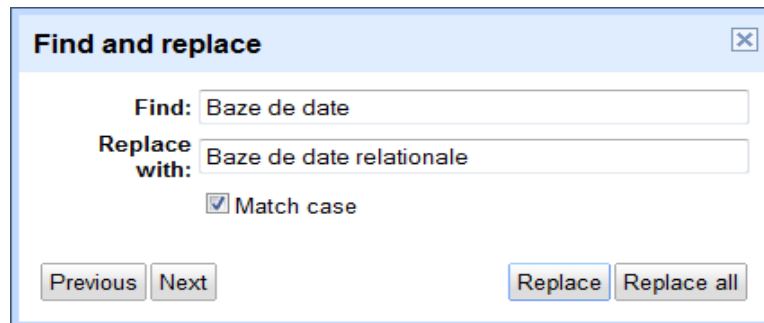 Find and replace
Find: Baze de date
Replace with: Baze de date relationale
Match case
Previous Next Replace Replace all